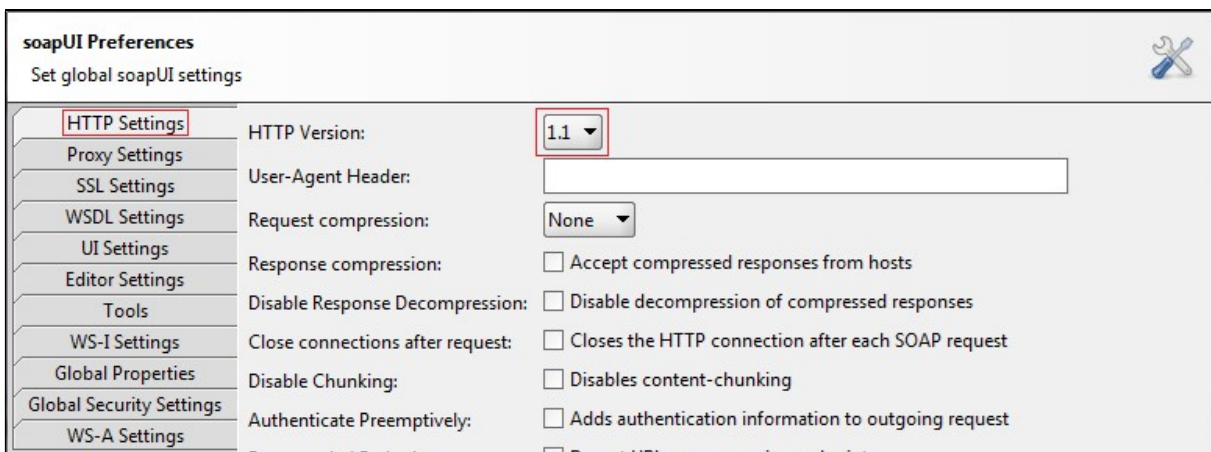 soapUI Preferences
Set global soapUI settings
HTTP Settings
Proxy Settings
SSL Settings
WSDL Settings
UI Settings
Editor Settings
Tools
WS-I Settings
Global Properties
Global Security Settings
WS-A Settings
HTTP Version: 1.1
User-Agent Header:
Request compression: None
Response compression: Accept compressed responses from hosts
Disable Response Decompression: Disable decompression of compressed responses
Close connections after request: Closes the HTTP connection after each SOAP request
Disable Chunking: Disables content-chunking
Authenticate Preemptively: Adds authentication information to outgoing request